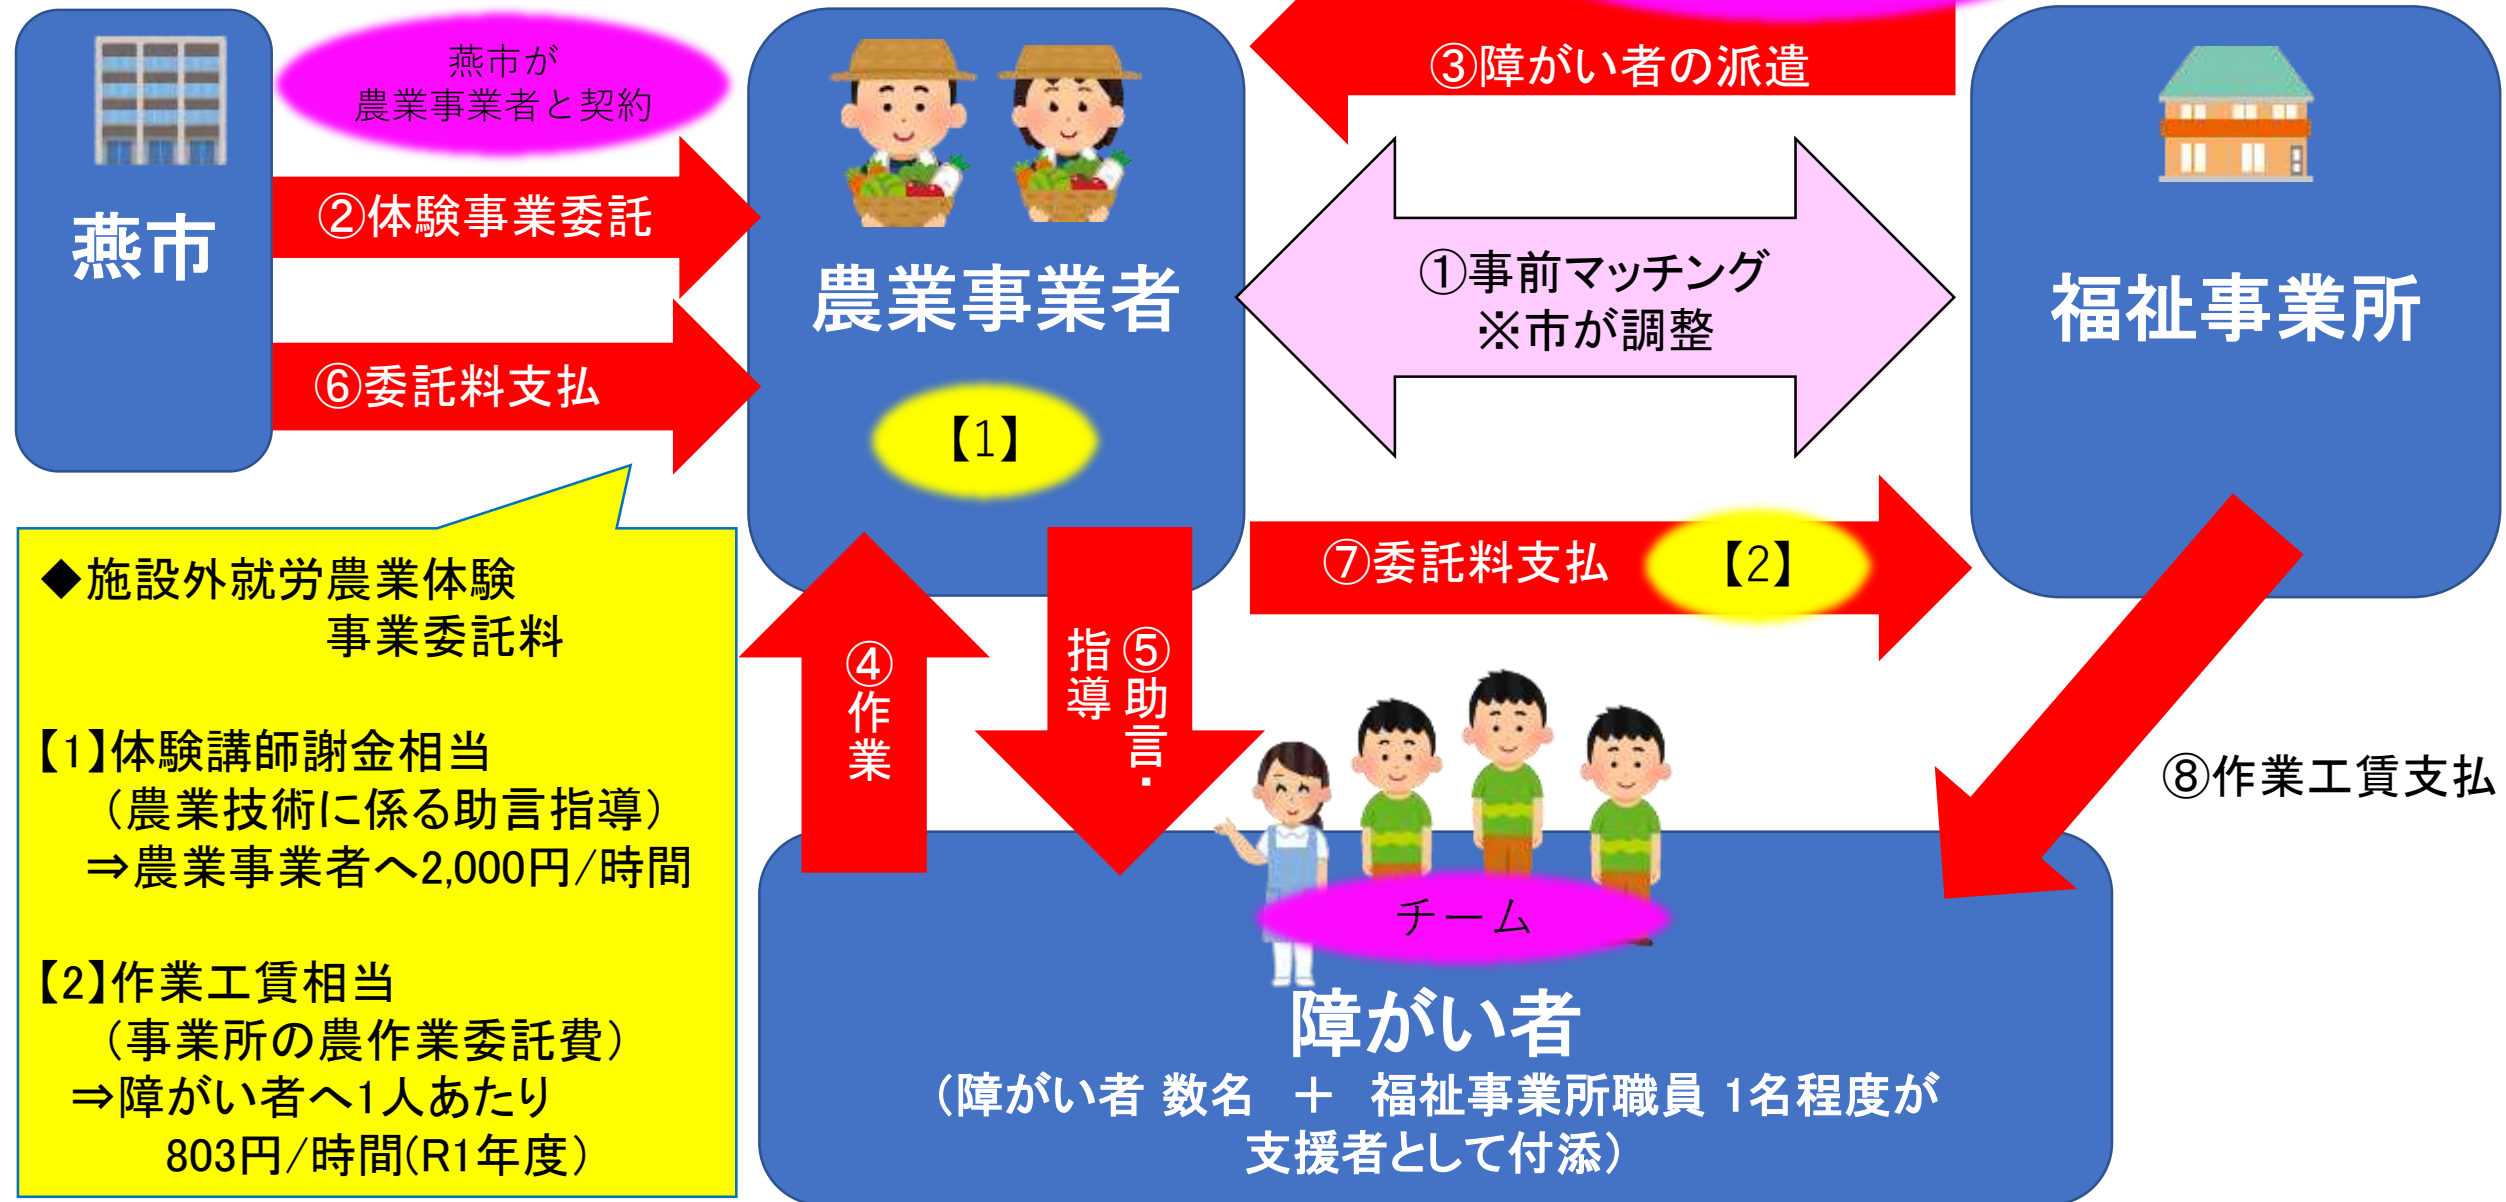 燕市
燕市が
農業事業者と契約
②体験事業委託
⑥委託料支払
農業事業者
【1】
③障がい者の派遣
①事前マッチング
※市が調整
福祉事業所
⑦委託料支払
【2】
④作業
⑤助言・
指導
⑧作業工賃支払
◆施設外就労農業体験
事業委託料
【1】体験講師謝金相当
（農業技術に係る助言指導）
⇒農業事業者へ2,000円/時間
【2】作業工賃相当
（事業所の農作業委託費）
⇒障がい者へ1人あたり
803円/時間(R1年度）
チーム
障がい者
（障がい者 数名 ＋ 福祉事業所職員 1名程度が
支援者として付添）